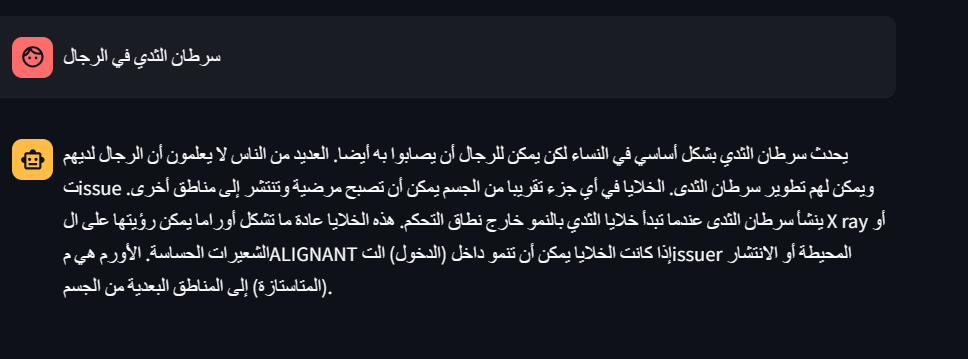 سرطان الثدي في الرجال
يحدث سرطان الثدي بشكل أساسي في النساء لكن يمكن للرجال أن يصابوا به أيضا. العديد من الناس لا يعلمون أن الرجال لديهم
تissue ويمكن لهم تطوير سرطان الثدى. الخلايا في أي جزء تقريبا من الجسم يمكن أن تصبح مرضية وتنتشر إلى مناطق أخرى.
ينشأ سرطان الثدى عندما تبدأ خلايا الثدي بالنمو خارج نطاق التحكم. هذه الخلايا عادة ما تشكل أوراما يمكن رؤيتها على ال X ray أو
الشعيرات الحساسة. الأورم هي مALIGNANT إذا كانت الخلايا يمكن أن تنمو داخل (الدخول) التissuer المحيطة أو الانتشار
(المتاستازة) إلى المناطق البعدية من الجسم.